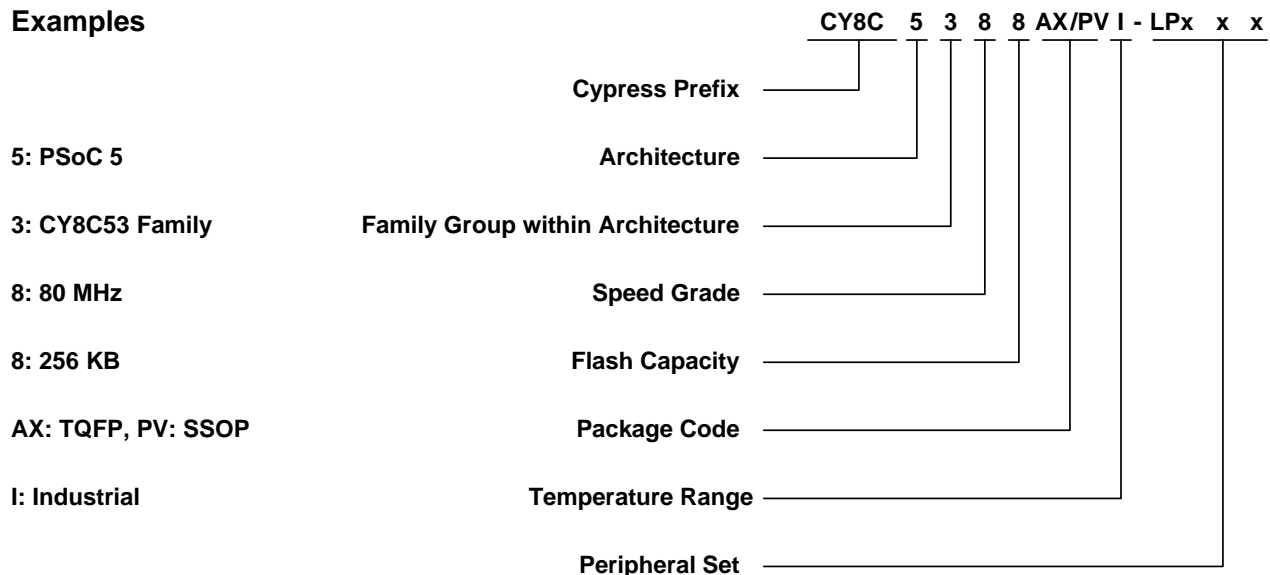 Examples CY8C 5 3 8 8 AX/PV I - LPx x x
Cypress Prefix
5: PSoC 5 Architecture
3: CY8C53 Family Family Group within Architecture
8: 80 MHz Speed Grade
8: 256 KB Flash Capacity
AX: TQFP, PV: SSOP Package Code
I: Industrial Temperature Range
Peripheral Set